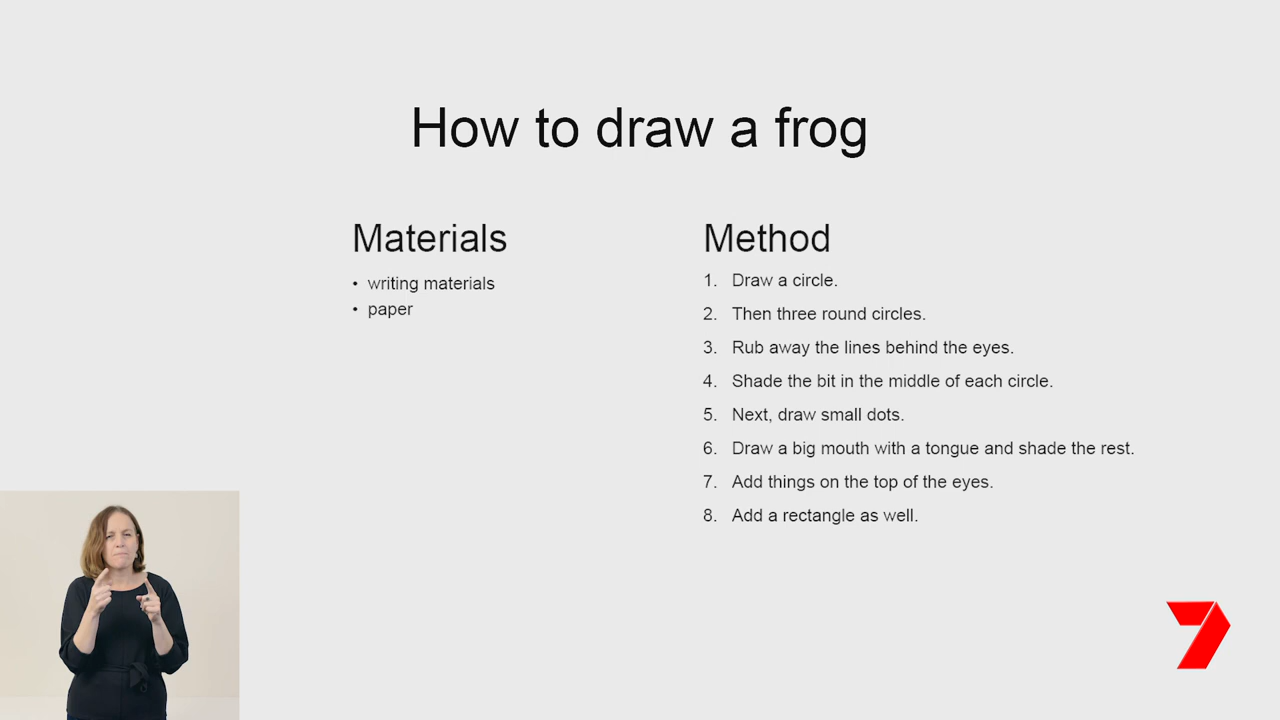 How to draw a frog
Materials
• writing materials
• paper
Method
1. Draw a circle.
2. Then three round circles.
3. Rub away the lines behind the eyes.
4. Shade the bit in the middle of each circle.
5. Next, draw small dots.
6. Draw a big mouth with a tongue and shade the rest.
7. Add things on the top of the eyes.
8. Add a rectangle as well.
7